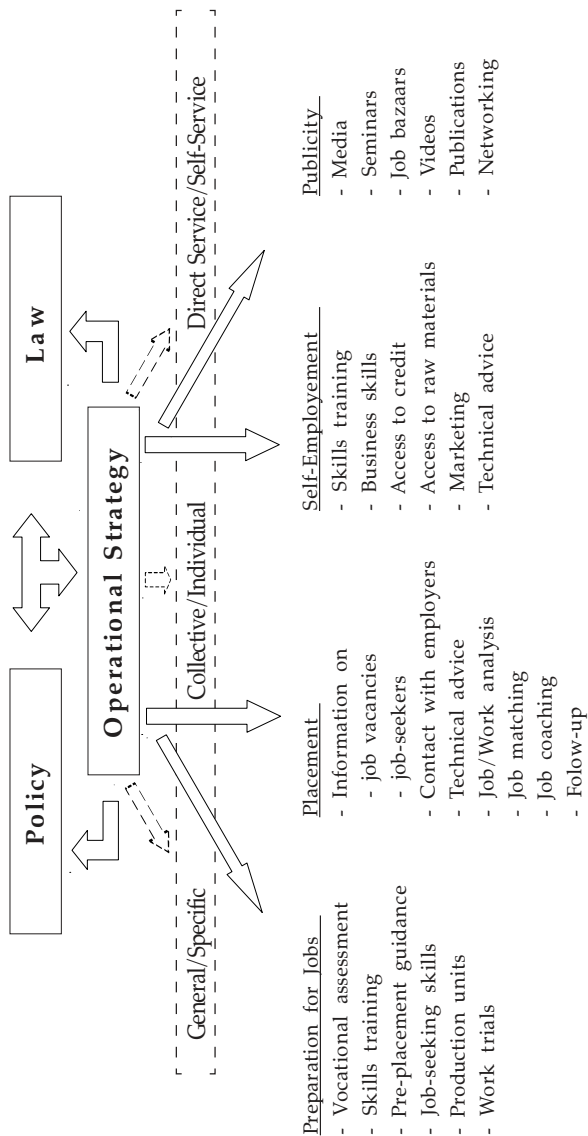 Policy
Law
Operational Strategy
General/Specific
Collective/Individual
Direct Service/Self-Service
Preparation for Jobs
- Vocational assessment
- Skills training
- Pre-placement guidance
- Job-seeking skills
- Production units
- Work trials
Placement
- Information on
- job vacancies
- job-seekers
- Contact with employers
- Technical advice
- Job/Work analysis
- Job matching
- Job coaching
- Folow-up
Self-Employement
- Skills training
- Business skills
- Access to credit
- Access to raw materials
- Marketing
- Technical advice
Publicity
- Media
- Seminars
- Job bazaars
- Videos
- Publications
- Networking